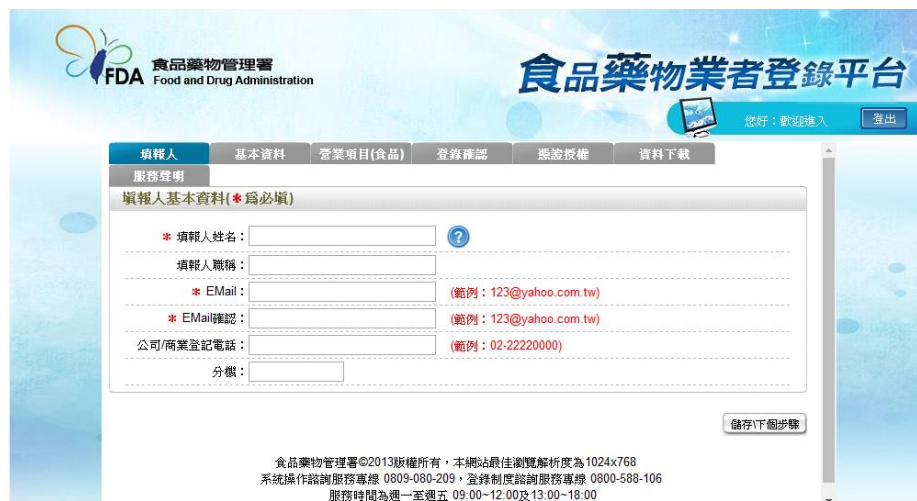 食品藥物管理署
FDA Food and Drug Administration
食品藥物業者登錄平台
您好：歡迎進入 登出
填報人 基本資料 營業項目(食品) 登錄確認 憑證授權 資料下載
服務聲明
填報人基本資料(*為必填)
* 填報人姓名：
填報人職稱：
* EMail： (範例：123@yahoo.com.tw)
* EMail確認： (範例：123@yahoo.com.tw)
公司/商業登記電話： (範例：02-22220000)
分機：
儲存\下個步驟
食品藥物管理署©2013版權所有，本網站最佳瀏覽解析度為1024x768
系統操作諮詢服務專線 0809-080-209，登錄制度諮詢服務專線 0800-588-106
服務時間為週一至週五 09:00~12:00及13:00~18:00